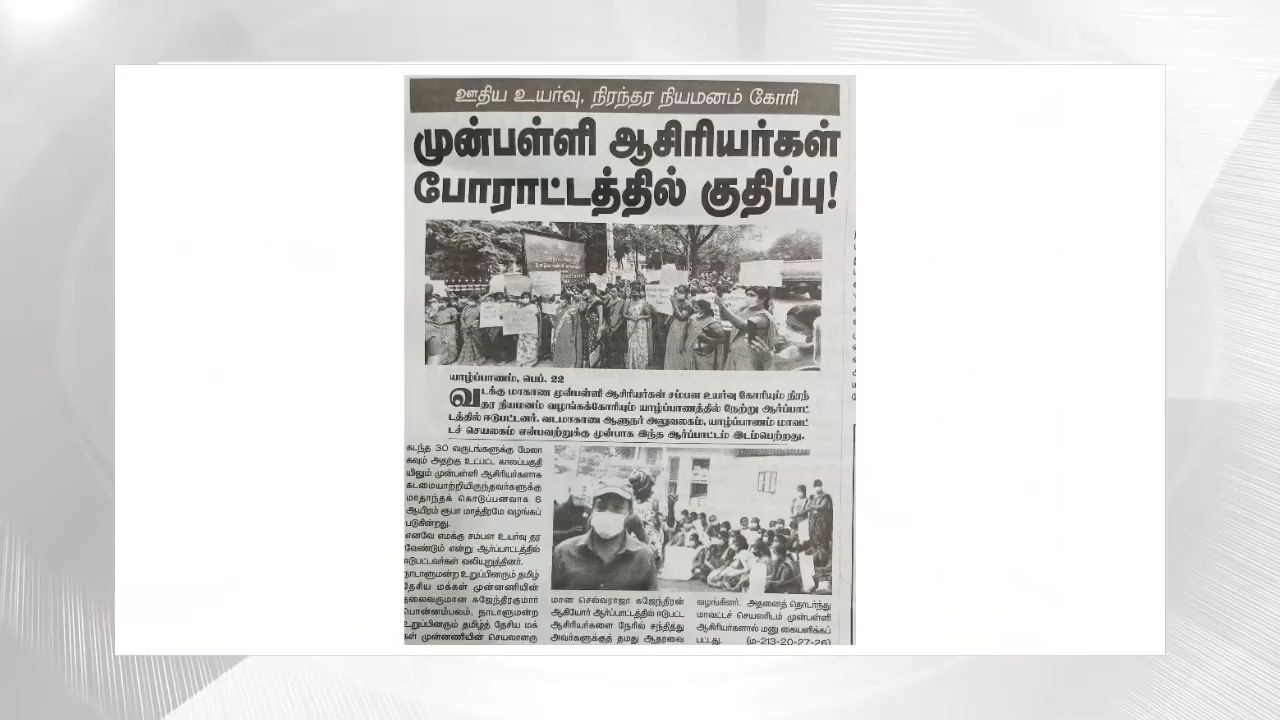 ஊதிய உயர்வு, நிரந்தர நியமனம் கோரி
முன்பள்ளி ஆசிரியர்கள்
போராட்டத்தில் குதிப்பு!
யாழ்ப்பாணம், பெப். 22
வடக்கு மாகாண முன்பள்ளி ஆசிரியர்கள் சம்பள உயர்வு கோரியும் நிரந்
தர நியமனம் வழங்கக்கோரியும் யாழ்ப்பாணத்தில் நேற்று ஆர்ப்பாட்
டத்தில் ஈடுபட்டனர். வடமாகாண ஆளுநர் அலுவலகம், யாழ்ப்பாணம் மாவட்
டச் செயலகம் என்பவற்றுக்கு முன்பாக இந்த ஆர்ப்பாட்டம் இடம்பெற்றது.
கடந்த 30 வருடங்களுக்கு மேலா
கவும் அதற்கு உட்பட்ட காலப்பகுதி
யிலும் முன்பள்ளி ஆசிரியர்களாக
கடமையாற்றியிருந்தவர்களுக்கு
மாதாந்தக் கொடுப்பனவாக 6
ஆயிரம் ரூபா மாத்திரமே வழங்கப்
படுகின்றது.
எனவே எமக்கு சம்பள உயர்வு தர
வேண்டும் என்று ஆர்ப்பாட்டத்தில்
ஈடுபட்டவர்கள் வலியுறுத்தினர்.
நாடாளுமன்ற உறுப்பினரும் தமிழ்
தேசிய மக்கள் முன்னணியின்
தலைவருமான கஜேந்திரகுமார்
பொன்னம்பலம், நாடாளுமன்ற
உறுப்பினரும் தமிழ்த் தேசிய மக்
கள் முன்னணியின் செயலாளரு
மான செல்வராஜா கஜேந்திரன்
ஆகியோர் ஆர்ப்பாட்டத்தில் ஈடுபட்ட
ஆசிரியர்களை நேரில் சந்தித்து
அவர்களுக்குத் தமது ஆதரவை
வழங்கினர். அதனைத் தொடர்ந்து
மாவட்டச் செயலரிடம் முன்பள்ளி
ஆசிரியர்களால் மனு கையளிக்கப்
பட்டது. (ம-213-20-27-26)